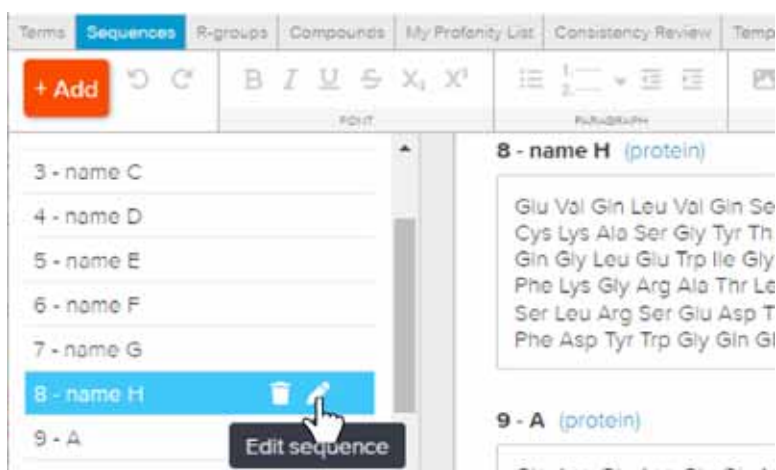 Terms Sequences R-groups Compounds My Profanity List Consistency Review Temp
+ Add B I U S X₂ X²
FONT PARAGRAPH
3 - name C
4 - name D
5 - name E
6 - name F
7 - name G
8 - name H
9 - A
Edit sequence
8 - name H (protein)
Glu Val Gln Leu Val Gln Se
Cys Lys Ala Ser Gly Tyr Th
Gln Gly Leu Glu Trp Ile Gly
Phe Lys Gly Arg Ala Thr Le
Ser Leu Arg Ser Glu Asp T
Phe Asp Tyr Trp Gly Gln Gl
9 - A (protein)